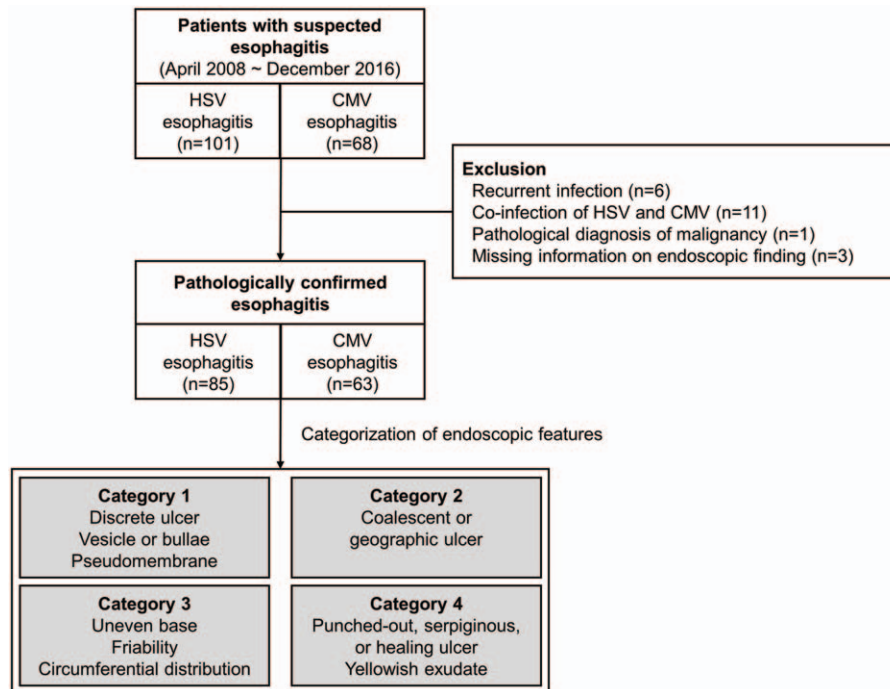 Patients with suspected
esophagitis
(April 2008 ~ December 2016)
HSV
esophagitis
(n=101)
CMV
esophagitis
(n=68)
Exclusion
Recurrent infection (n=6)
Co-infection of HSV and CMV (n=11)
Pathological diagnosis of malignancy (n=1)
Missing information on endoscopic finding (n=3)
Pathologically confirmed
esophagitis
HSV
esophagitis
(n=85)
CMV
esophagitis
(n=63)
Categorization of endoscopic features
Category 1
Discrete ulcer
Vesicle or bullae
Pseudomembrane
Category 2
Coalescent or
geographic ulcer
Category 3
Uneven base
Friability
Circumferential distribution
Category 4
Punched-out, serpiginous,
or healing ulcer
Yellowish exudate